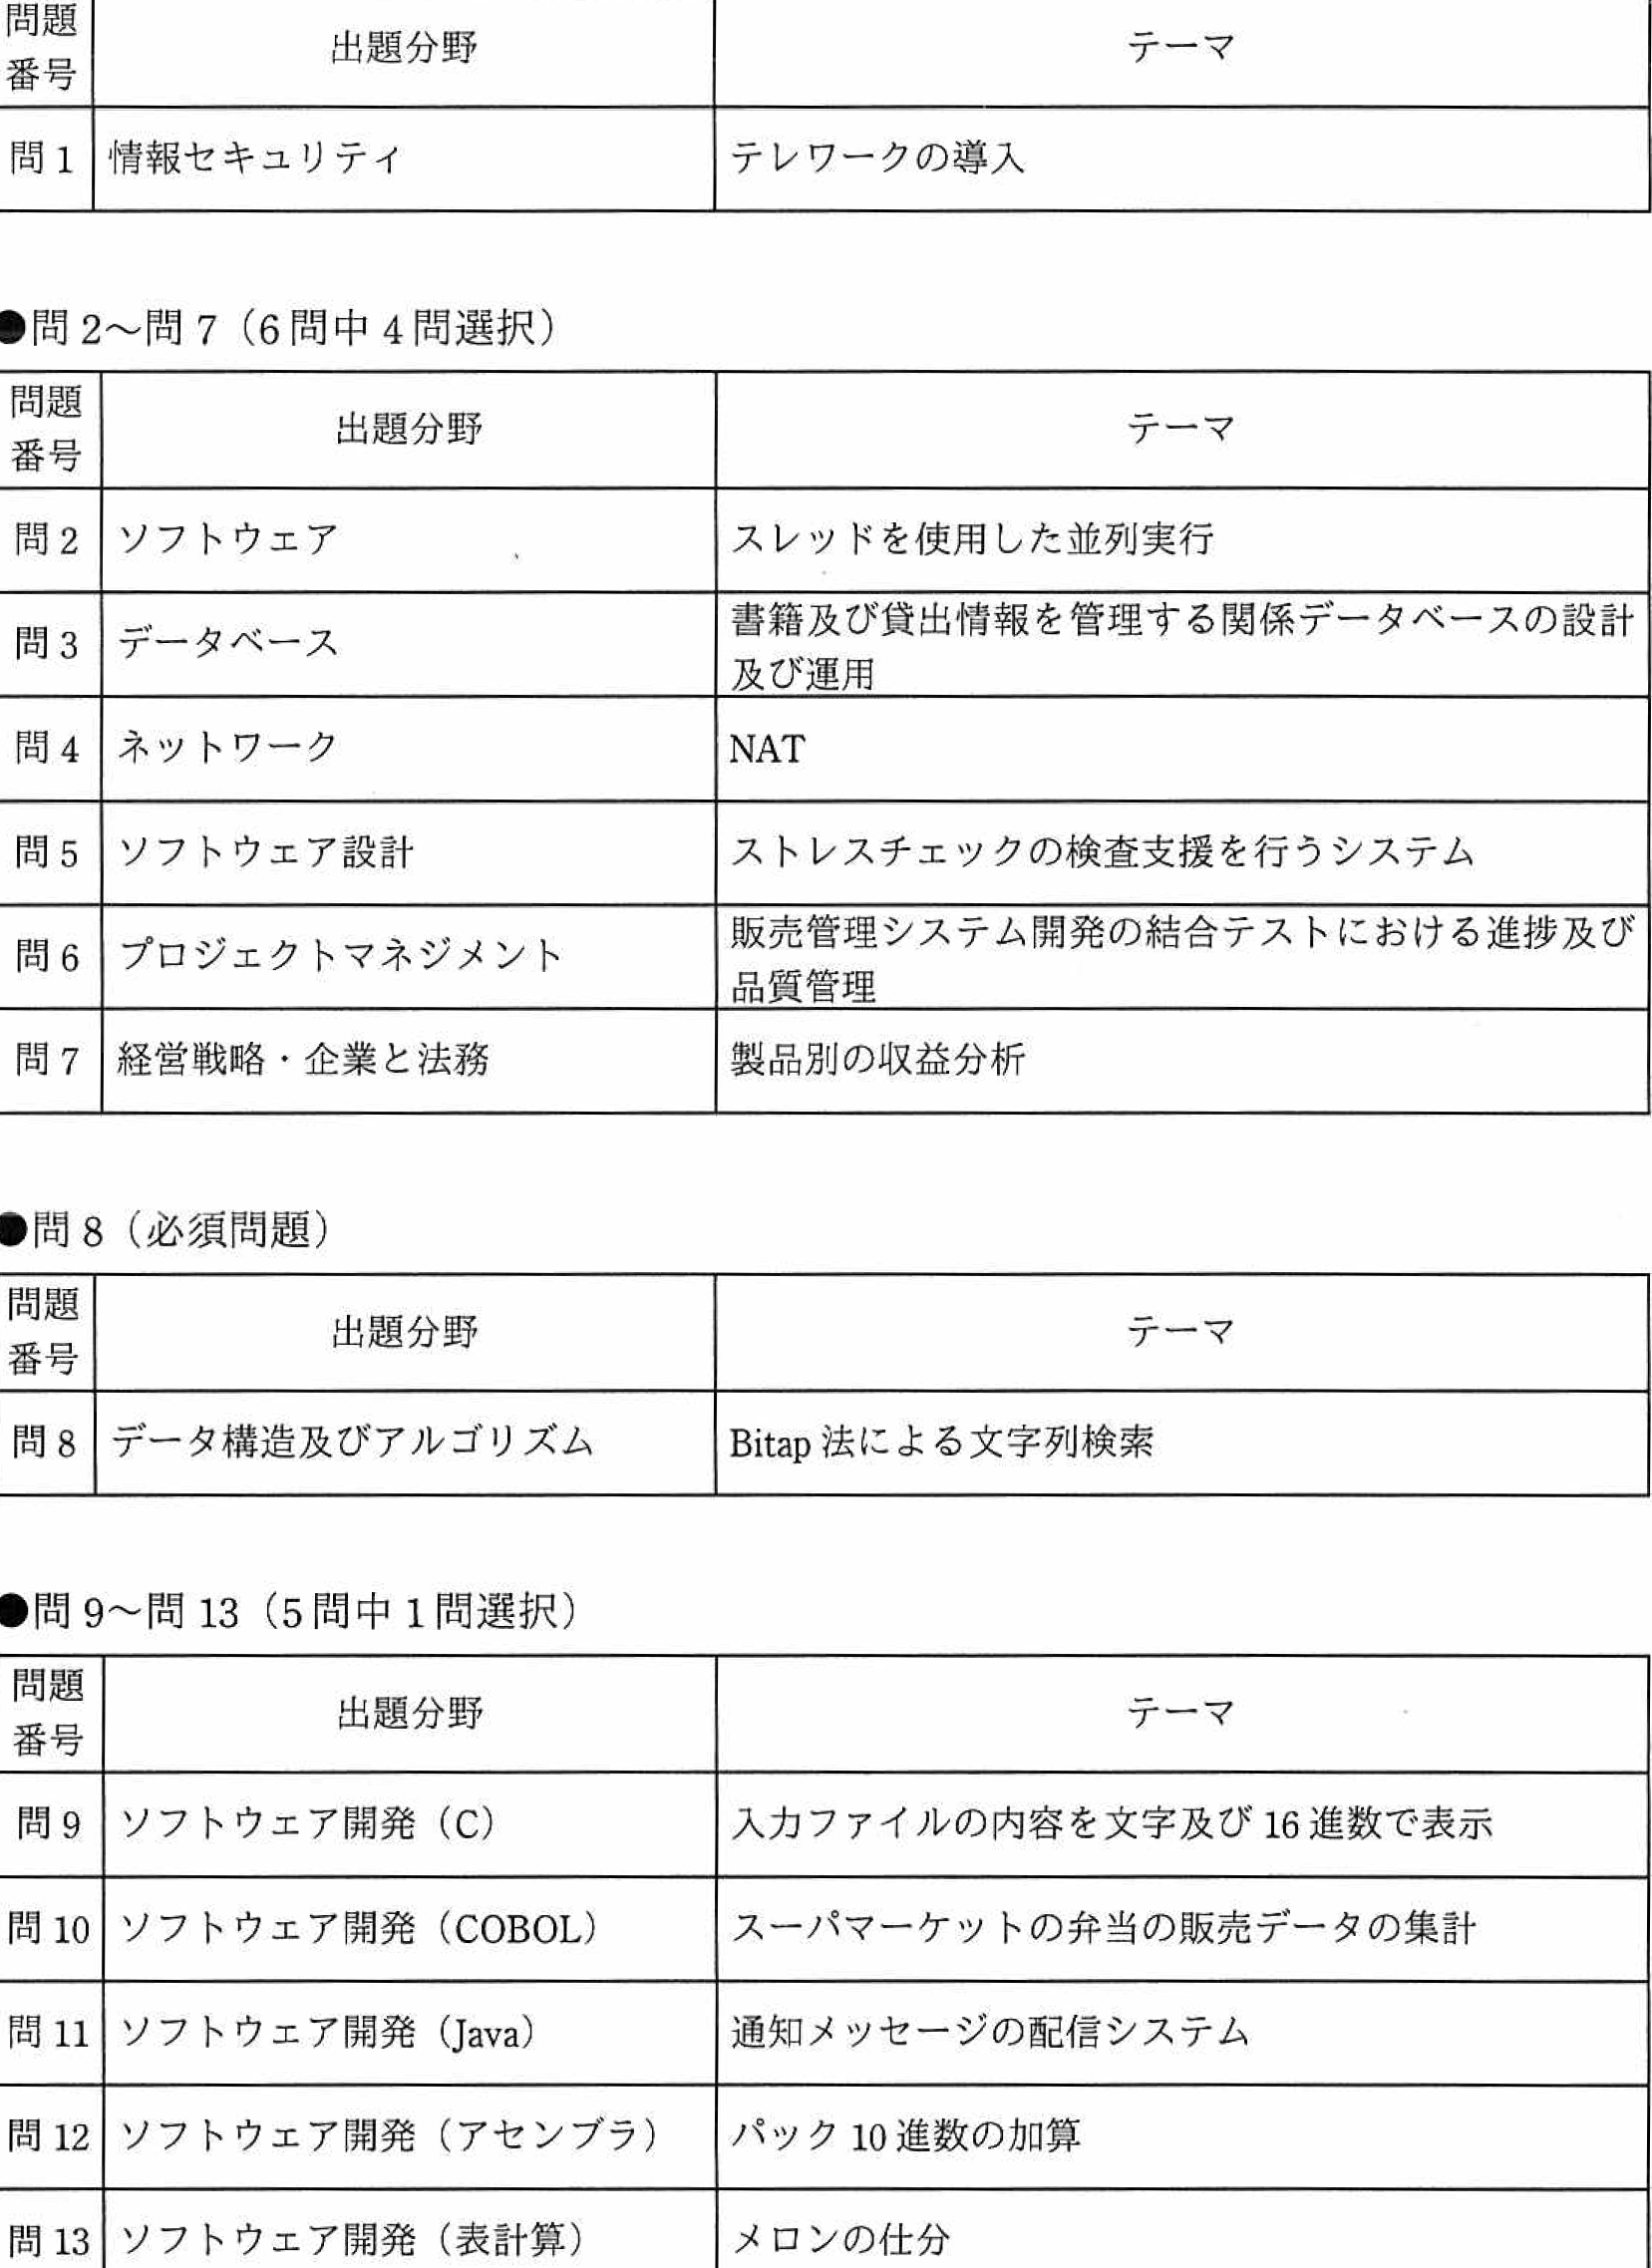 問題
番号
出題分野
テーマ
問1 情報セキュリティ テレワークの導入
●問2～問7（6問中4問選択）
問題
番号
出題分野
テーマ
問2 ソフトウェア スレッドを使用した並列実行
問3 データベース 書籍及び貸出情報を管理する関係データベースの設計
及び運用
問4 ネットワーク NAT
問5 ソフトウェア設計 ストレスチェックの検査支援を行うシステム
問6 プロジェクトマネジメント 販売管理システム開発の結合テストにおける進捗及び
品質管理
問7 経営戦略・企業と法務 製品別の収益分析
●問8（必須問題）
問題
番号
出題分野
テーマ
問8 データ構造及びアルゴリズム Bitap法による文字列検索
●問9～問13（5問中1問選択）
問題
番号
出題分野
テーマ
問9 ソフトウェア開発（C） 入力ファイルの内容を文字及び16進数で表示
問10 ソフトウェア開発（COBOL） スーパマーケットの弁当の販売データの集計
問11 ソフトウェア開発（Java） 通知メッセージの配信システム
問12 ソフトウェア開発（アセンブラ） パック10進数の加算
問13 ソフトウェア開発（表計算） メロンの仕分